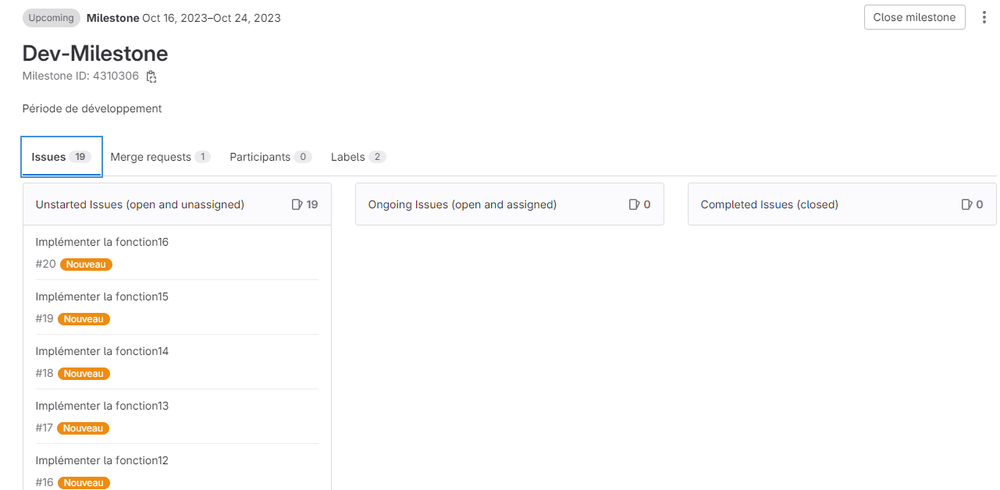 Upcoming Milestone Oct 16, 2023–Oct 24, 2023 Close milestone
Dev-Milestone
Milestone ID: 4310306
Période de développement
Issues 19 Merge requests 1 Participants 0 Labels 2
Unstarted Issues (open and unassigned) 19
Ongoing Issues (open and assigned) 0
Completed Issues (closed) 0
Implémenter la fonction16
#20 Nouveau
Implémenter la fonction15
#19 Nouveau
Implémenter la fonction14
#18 Nouveau
Implémenter la fonction13
#17 Nouveau
Implémenter la fonction12
#16 Nouveau